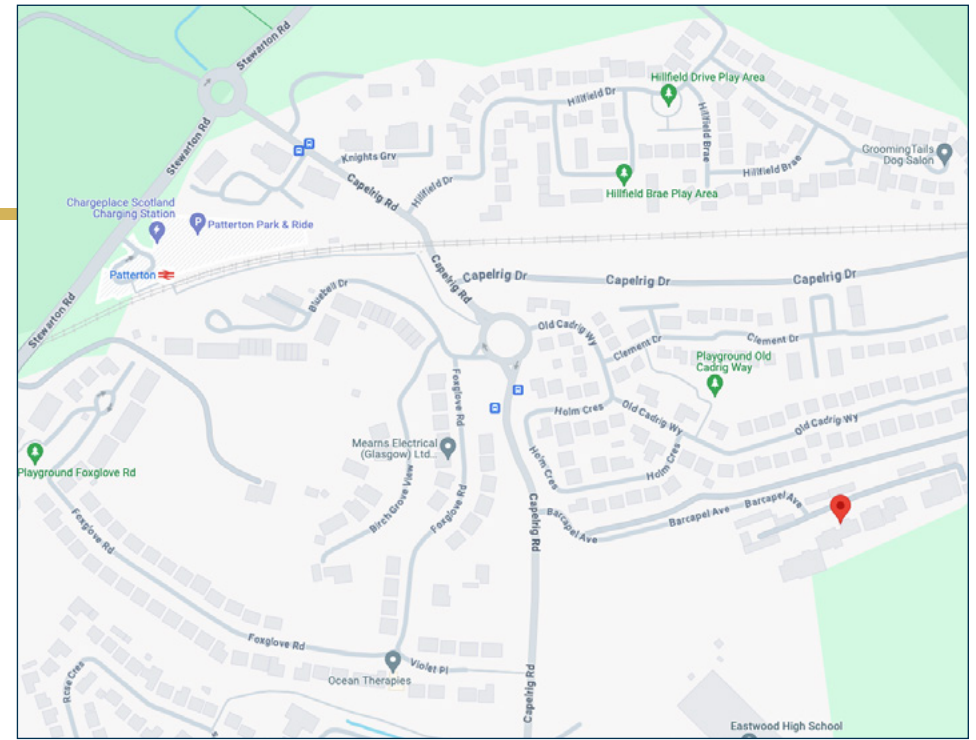 Stewarton Rd
Hillfield Drive Play Area
Hillfield Dr
Hillfield Brae
Stewarton Rd
Knights Grv
GroomingTails
Dog Salon
Hillfield Brae
Capelrig Rd
Hillfield Dr
Hillfield Brae Play Area
Chargeplace Scotland
Charging Station
P
Patterton Park & Ride
Patterton
Capelrig Rd
Capelrig Dr
Capelrig Dr
Capelrig Dr
Bluebell Dr
Stewarton Rd
Old Cadrig Wy
Clement Dr
Clement Dr
Playground Old
Cadrig Way
Foxglove Rd
Holm Cres
Old Cadrig Wy
Old Cadrig Wy
Mearns Electrical
(Glasgow) Ltd...
Holm Cres
Holm Cres
Playground Foxglove Rd
Birch Grove View
Foxglove Rd
Capelrig Rd
Barcapel Ave
Barcapel Ave
Barcapel Ave
Foxglove Rd
Foxglove Rd
Violet Pl
Ocean Therapies
Rose Cres
Capelrig Rd
Eastwood High School